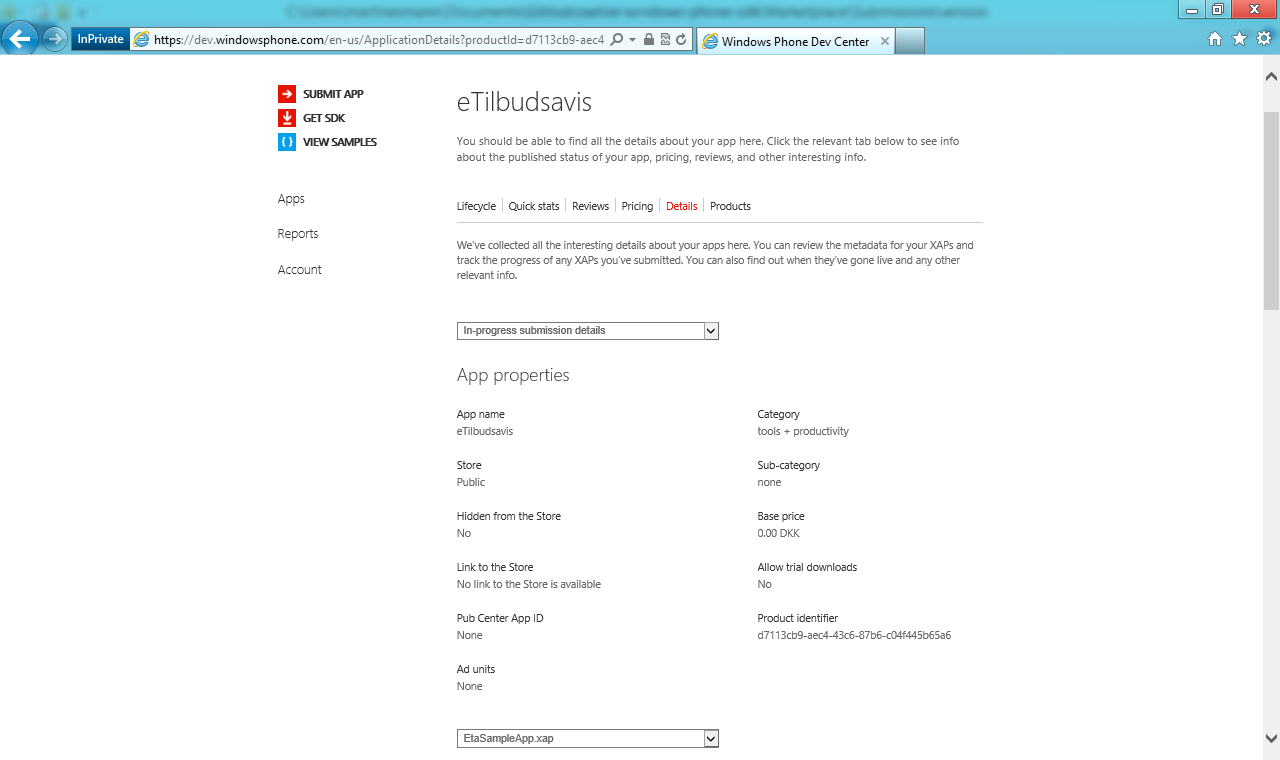 InPrivate
https://dev.windowsphone.com/en-us/ApplicationDetails?productId=d7113cb9-aec4
Windows Phone Dev Center
SUBMIT APP
GET SDK
VIEW SAMPLES
Apps
Reports
Account
eTilbudsavis
You should be able to find all the details about your app here. Click the relevant tab below to see info
about the published status of your app, pricing, reviews, and other interesting info.
Lifecycle Quick stats Reviews Pricing Details Products
We've collected all the interesting details about your apps here. You can review the metadata for your XAPs and
track the progress of any XAPs you've submitted. You can also find out when they've gone live and any other
relevant info.
In-progress submission details
App properties
App name
eTilbudsavis
Category
tools + productivity
Store
Public
Sub-category
none
Hidden from the Store
No
Base price
0.00 DKK
Link to the Store
No link to the Store is available
Allow trial downloads
No
Pub Center App ID
None
Product identifier
d7113cb9-aec4-43c6-87b6-c04f445b65a6
Ad units
None
EtaSampleApp.xap